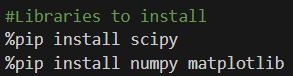 #Libraries to install
%pip install scipy
%pip install numpy matplotlib